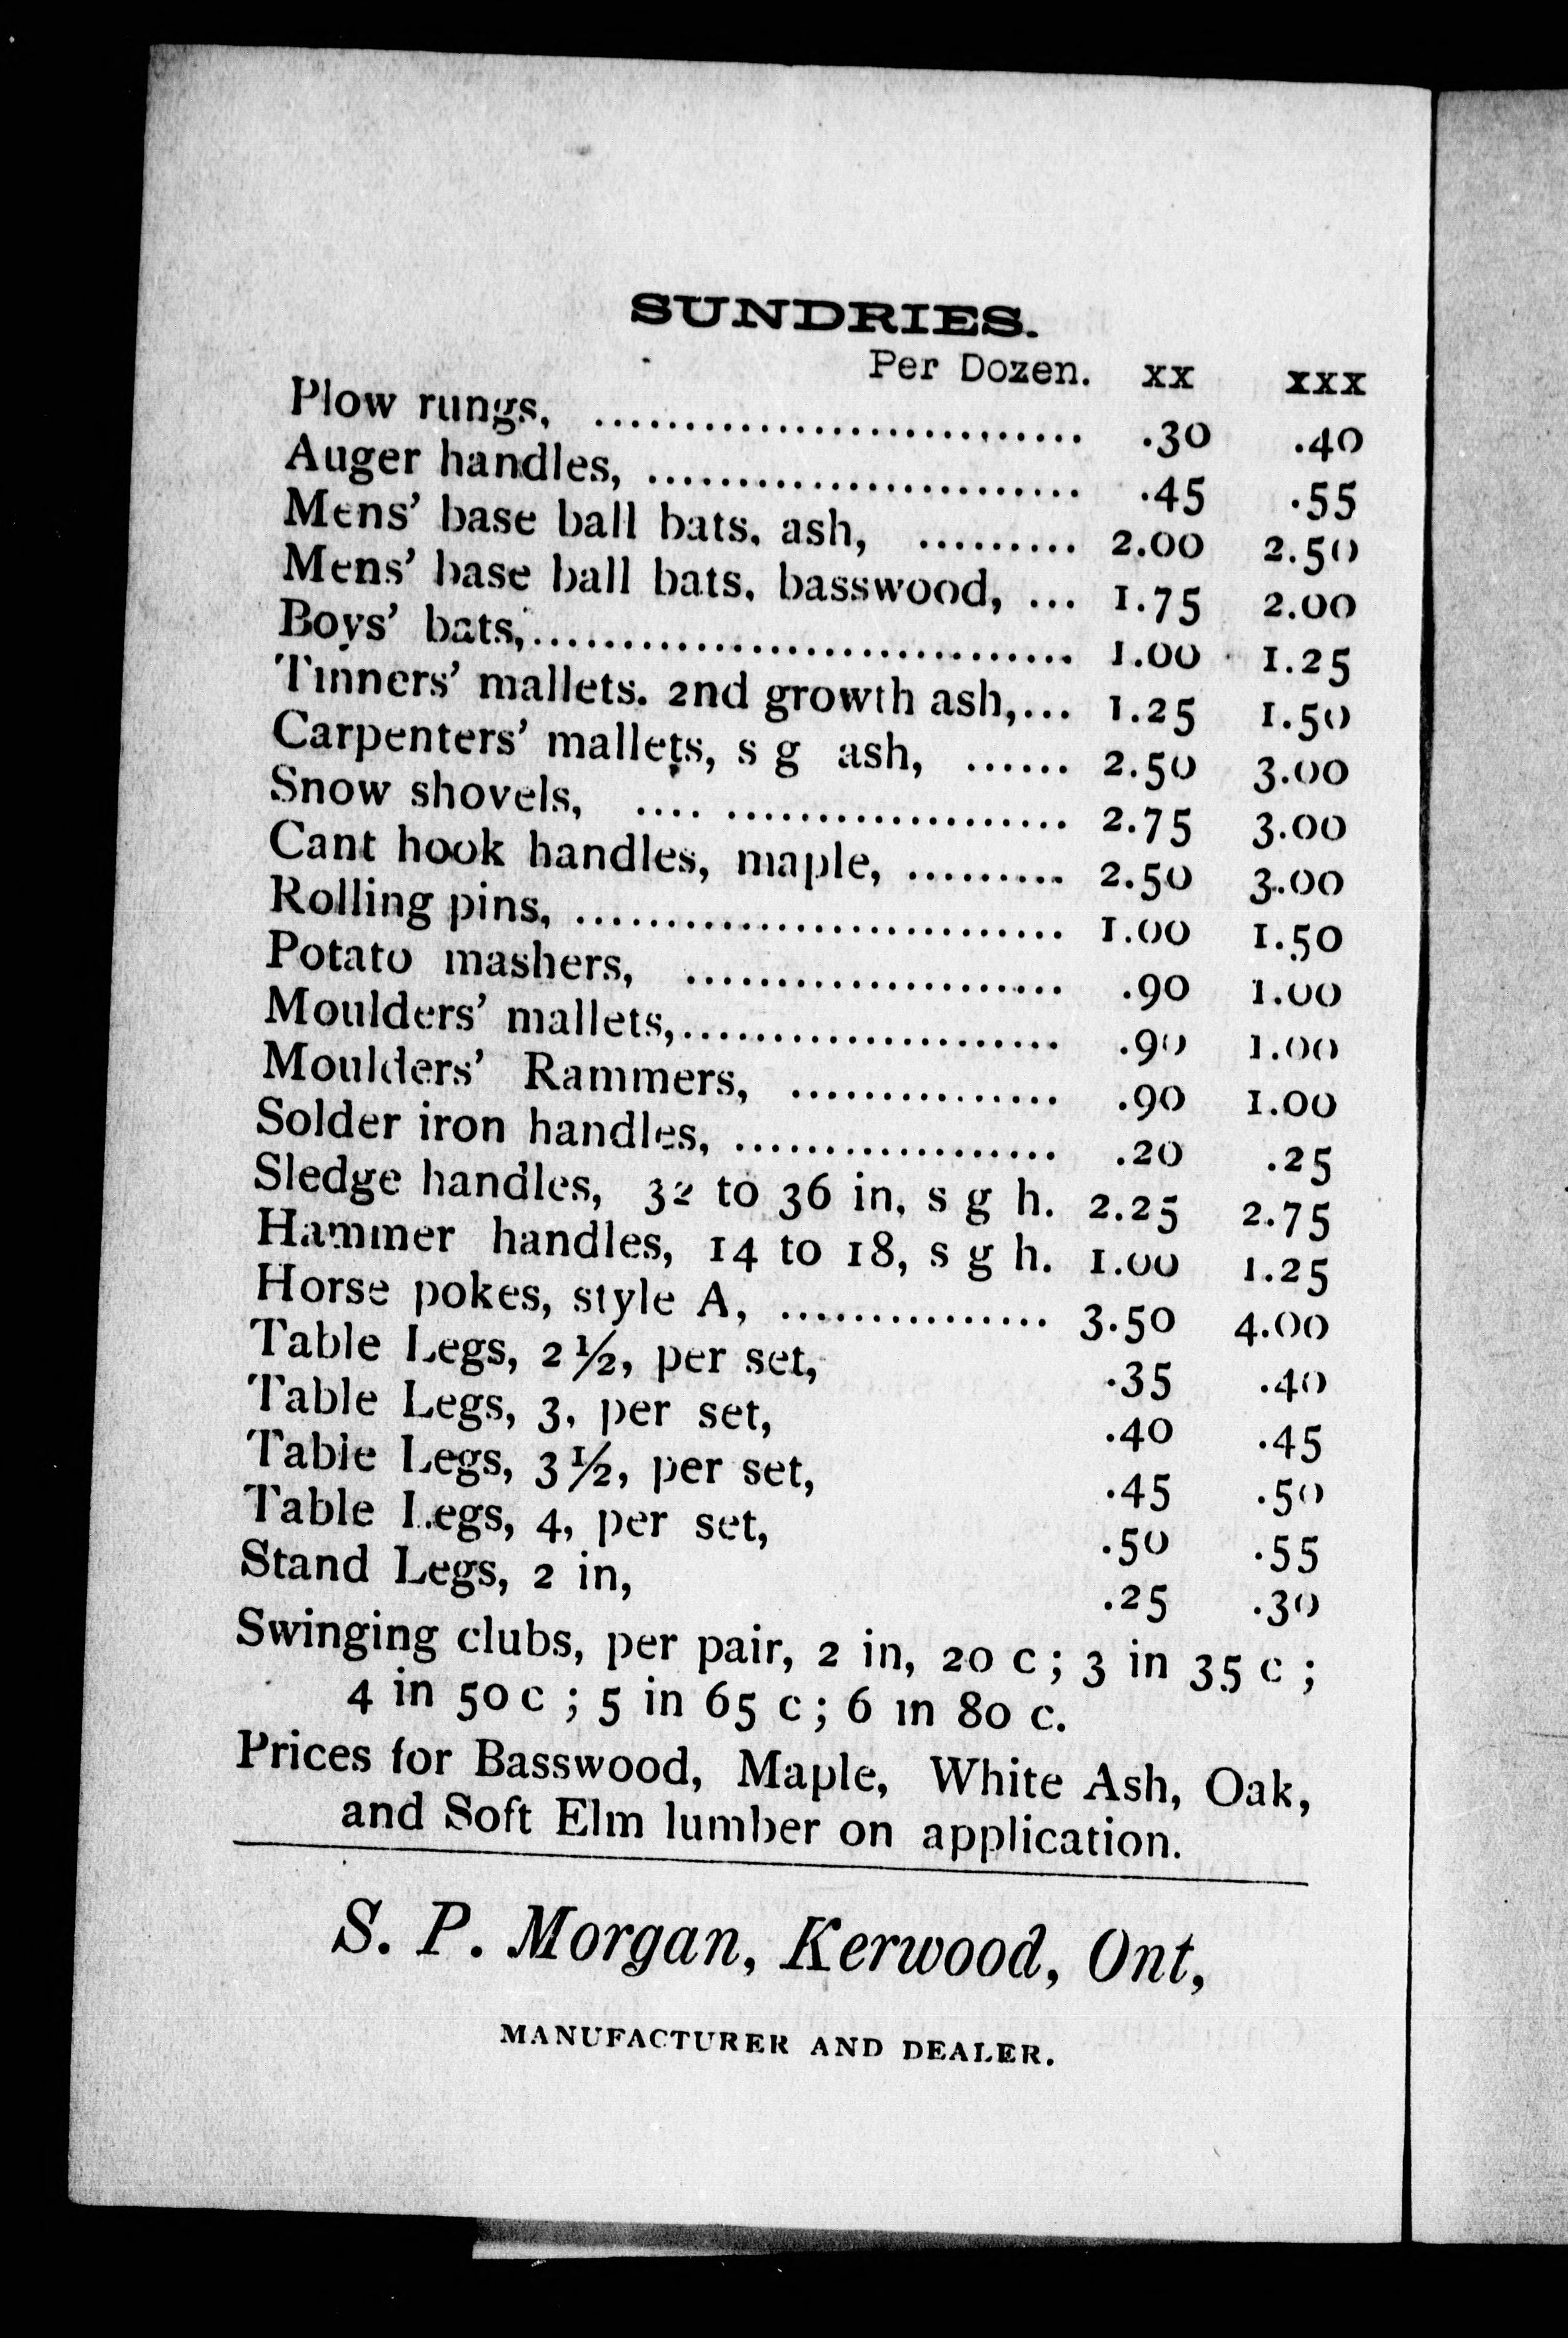 SUNDRIES.
Per Dozen. XX XXX
Plow rungs, ............................ .30 .40
Auger handles, ......................... .45 .55
Mens' base ball bats, ash, ......... 2.00 2.50
Mens' base ball bats, basswood, ... 1.75 2.00
Boys' bats,............................... 1.00 1.25
Tinners' mallets. 2nd growth ash,... 1.25 1.50
Carpenters' mallets, s g ash, ...... 2.50 3.00
Snow shovels, .... ................... 2.75 3.00
Cant hook handles, maple, ......... 2.50 3.00
Rolling pins, ........................... 1.00 1.50
Potato mashers, ..................... .90 1.00
Moulders' mallets,..................... .90 1.00
Moulders' Rammers, ............... .90 1.00
Solder iron handles, .................. .20 .25
Sledge handles, 32 to 36 in, s g h. 2.25 2.75
Hammer handles, 14 to 18, s g h. 1.00 1.25
Horse pokes, style A, ............... 3.50 4.00
Table Legs, 2½, per set, .35 .40
Table Legs, 3, per set, .40 .45
Table Legs, 3½, per set, .45 .50
Table Legs, 4, per set, .50 .55
Stand Legs, 2 in, .25 .30
Swinging clubs, per pair, 2 in, 20 c ; 3 in 35 c ;
4 in 50 c ; 5 in 65 c ; 6 in 80 c.
Prices for Basswood, Maple, White Ash, Oak,
and Soft Elm lumber on application.
S. P. Morgan, Kerwood, Ont,
MANUFACTURER AND DEALER.